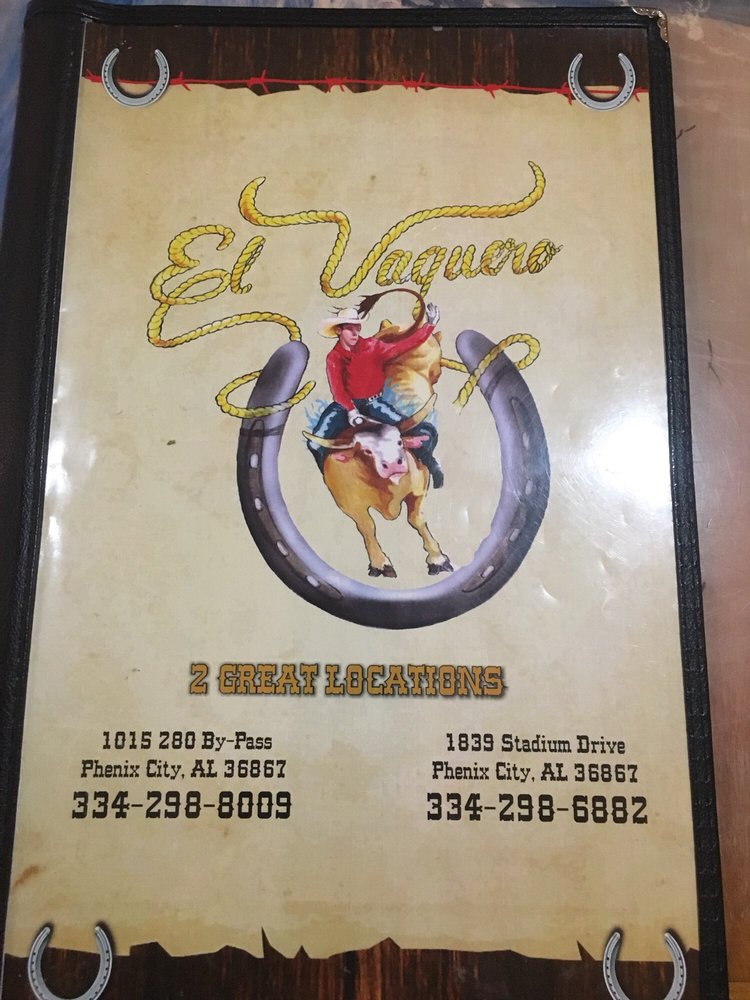 El Vaquero
2 GREAT LOCATIONS
1015 280 By-Pass
Phenix City, AL 36867
334-298-8009
1839 Stadium Drive
Phenix City, AL 36867
334-298-6882